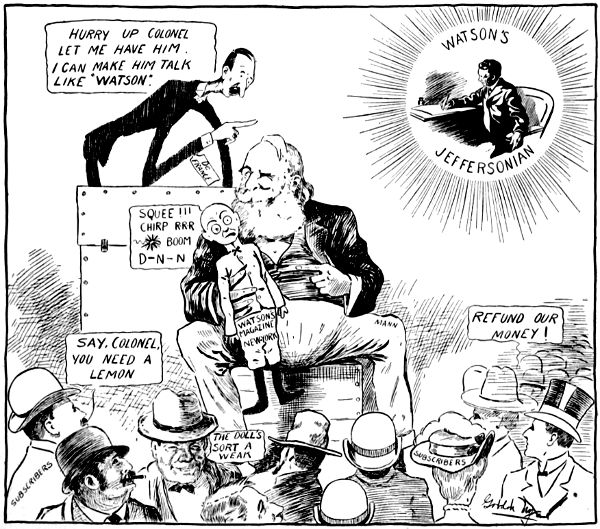 HURRY UP COLONEL
LET ME HAVE HIM.
I CAN MAKE HIM TALK
LIKE "WATSON".
WATSON'S
JEFFERSONIAN
SQUEE !!!
CHIRP RRR
BOOM
D-N-N
WATSON'S
MAGAZINE
NEW-YORK
MANN
REFUND OUR
MONEY!
SAY, COLONEL,
YOU NEED A
LEMON
THE DOLL'S
SORT A
WEAK
SUBSCRIBERS
SUBSCRIBERS